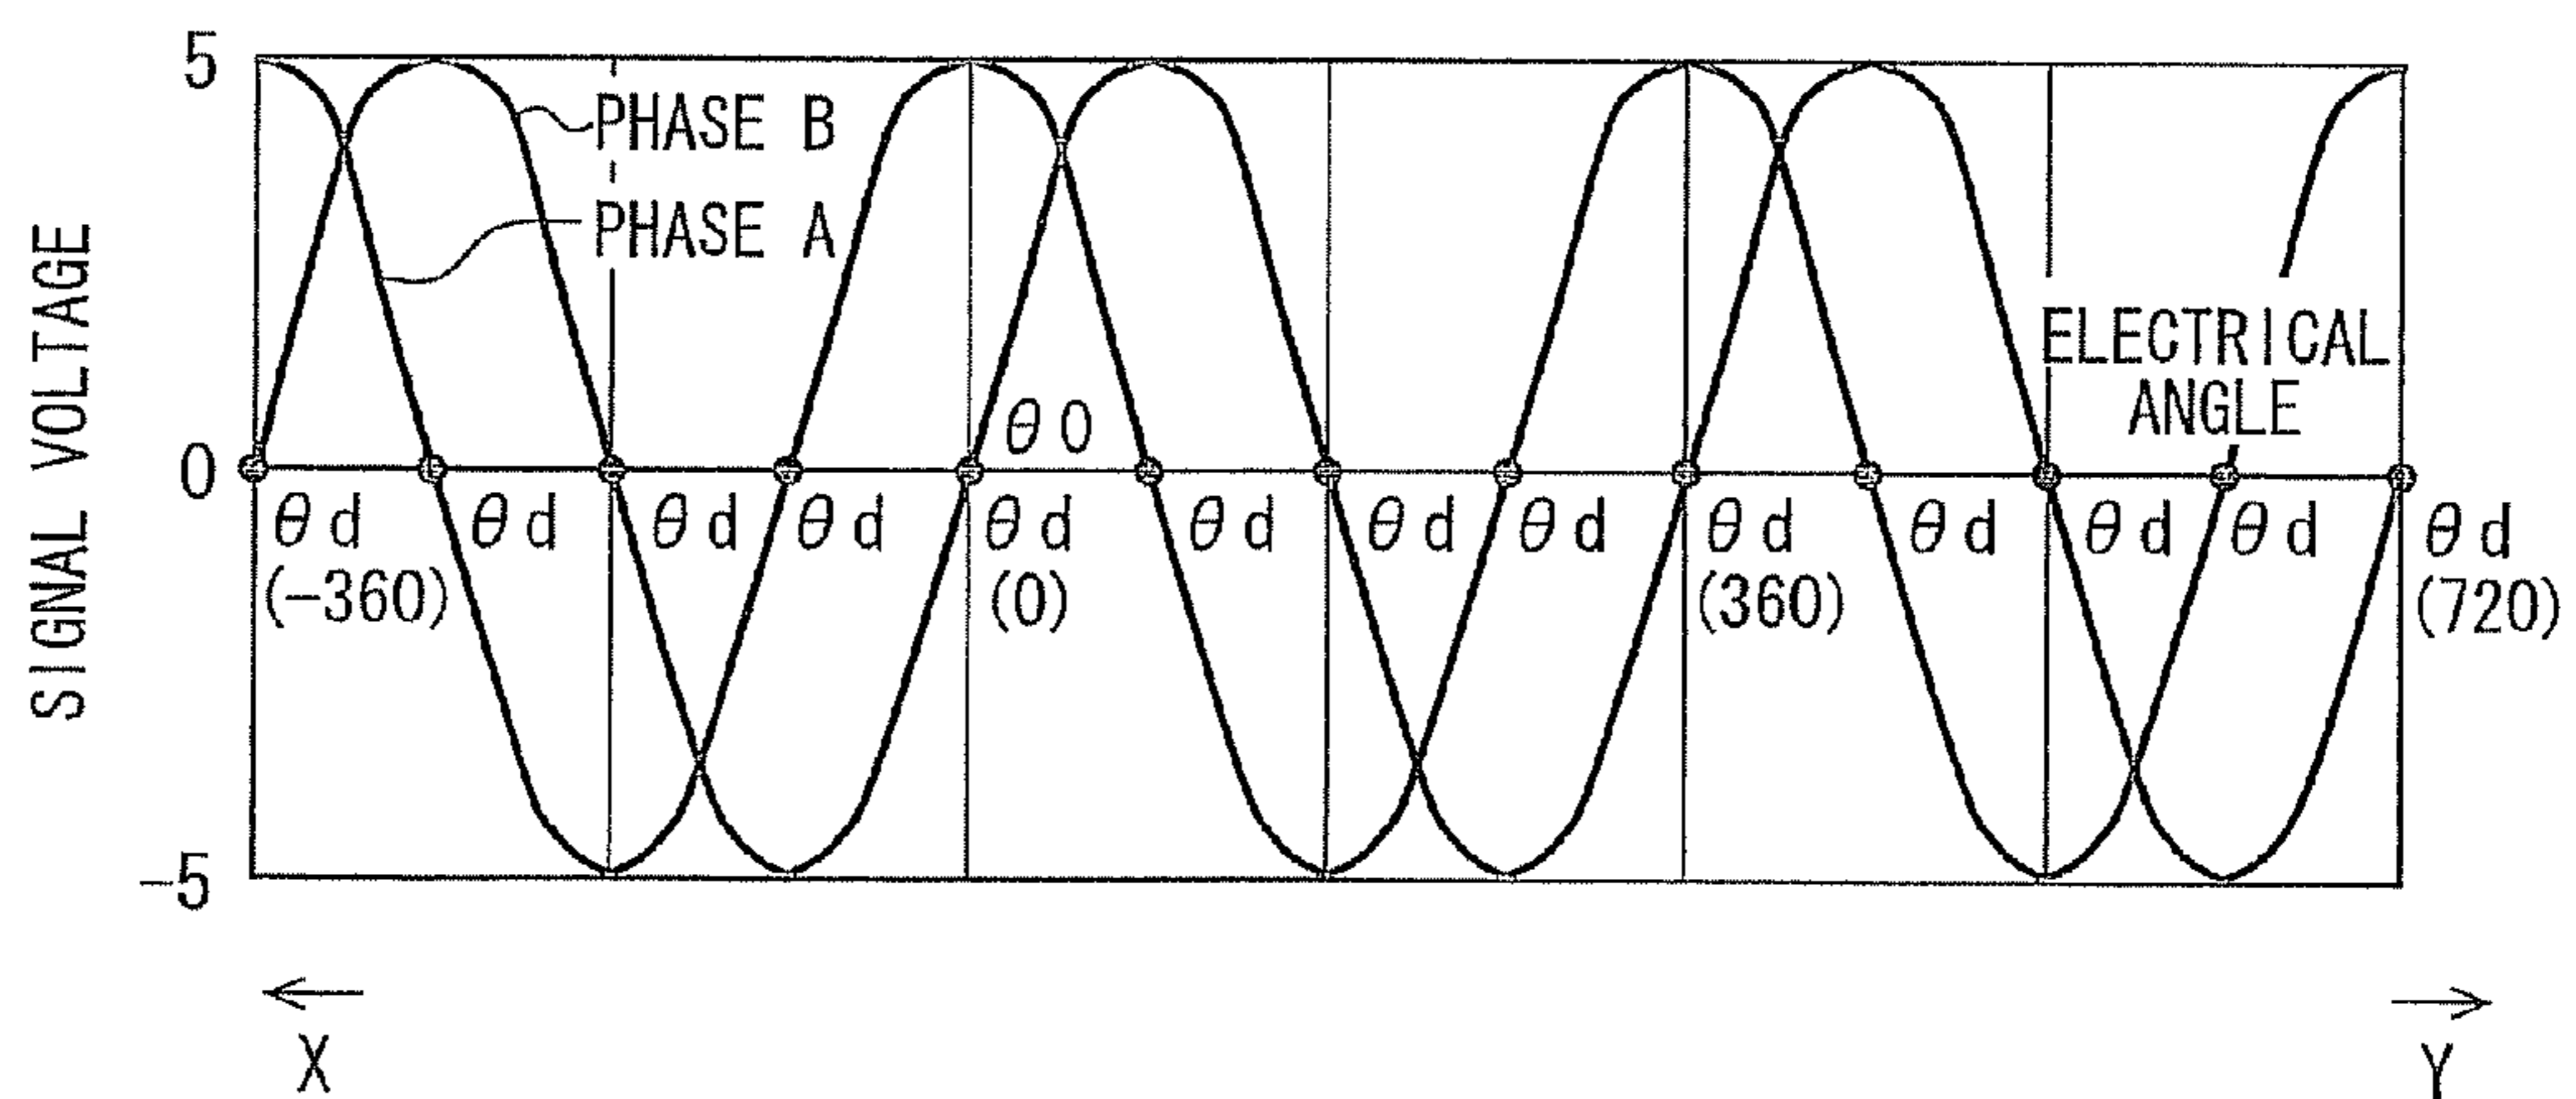 5
PHASE B
PHASE A
SIGNAL VOLTAGE
ELECTRICAL
ANGLE
θ0
0
θd θd θd θd θd θd θd θd θd θd θd θd θd
(-360) (0) (360) (720)
-5
X Y